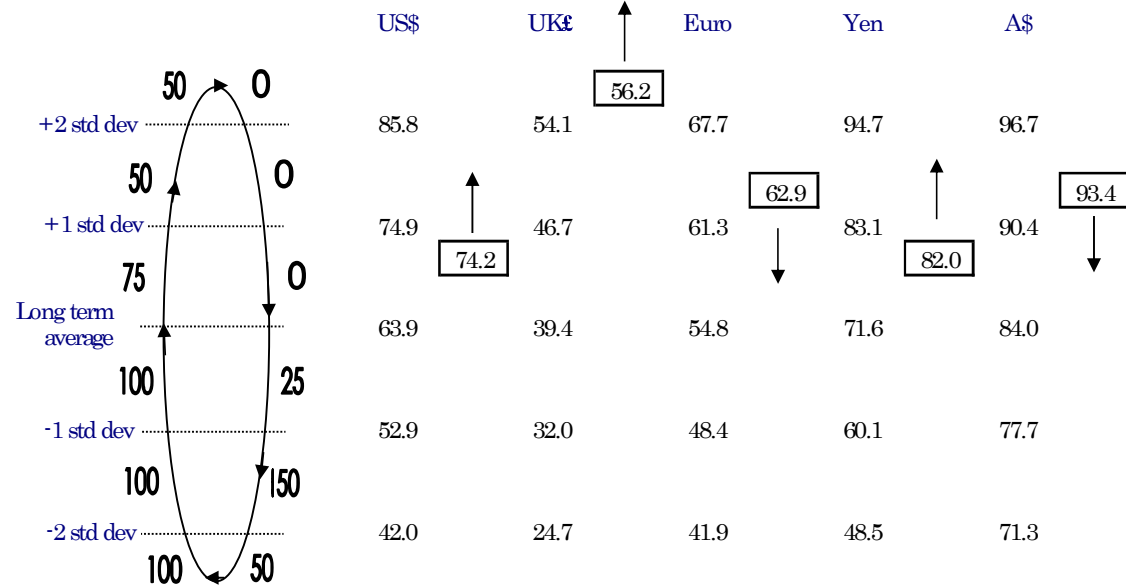 US$ UK£ Euro Yen A$
50 0
56.2
+2 std dev 85.8 54.1 67.7 94.7 96.7
50 0
62.9 93.4
+1 std dev 74.9 46.7 61.3 83.1 90.4
74.2 82.0
75 0
Long term
average 63.9 39.4 54.8 71.6 84.0
100 25
-1 std dev 52.9 32.0 48.4 60.1 77.7
100 150
-2 std dev 42.0 24.7 41.9 48.5 71.3
100 50